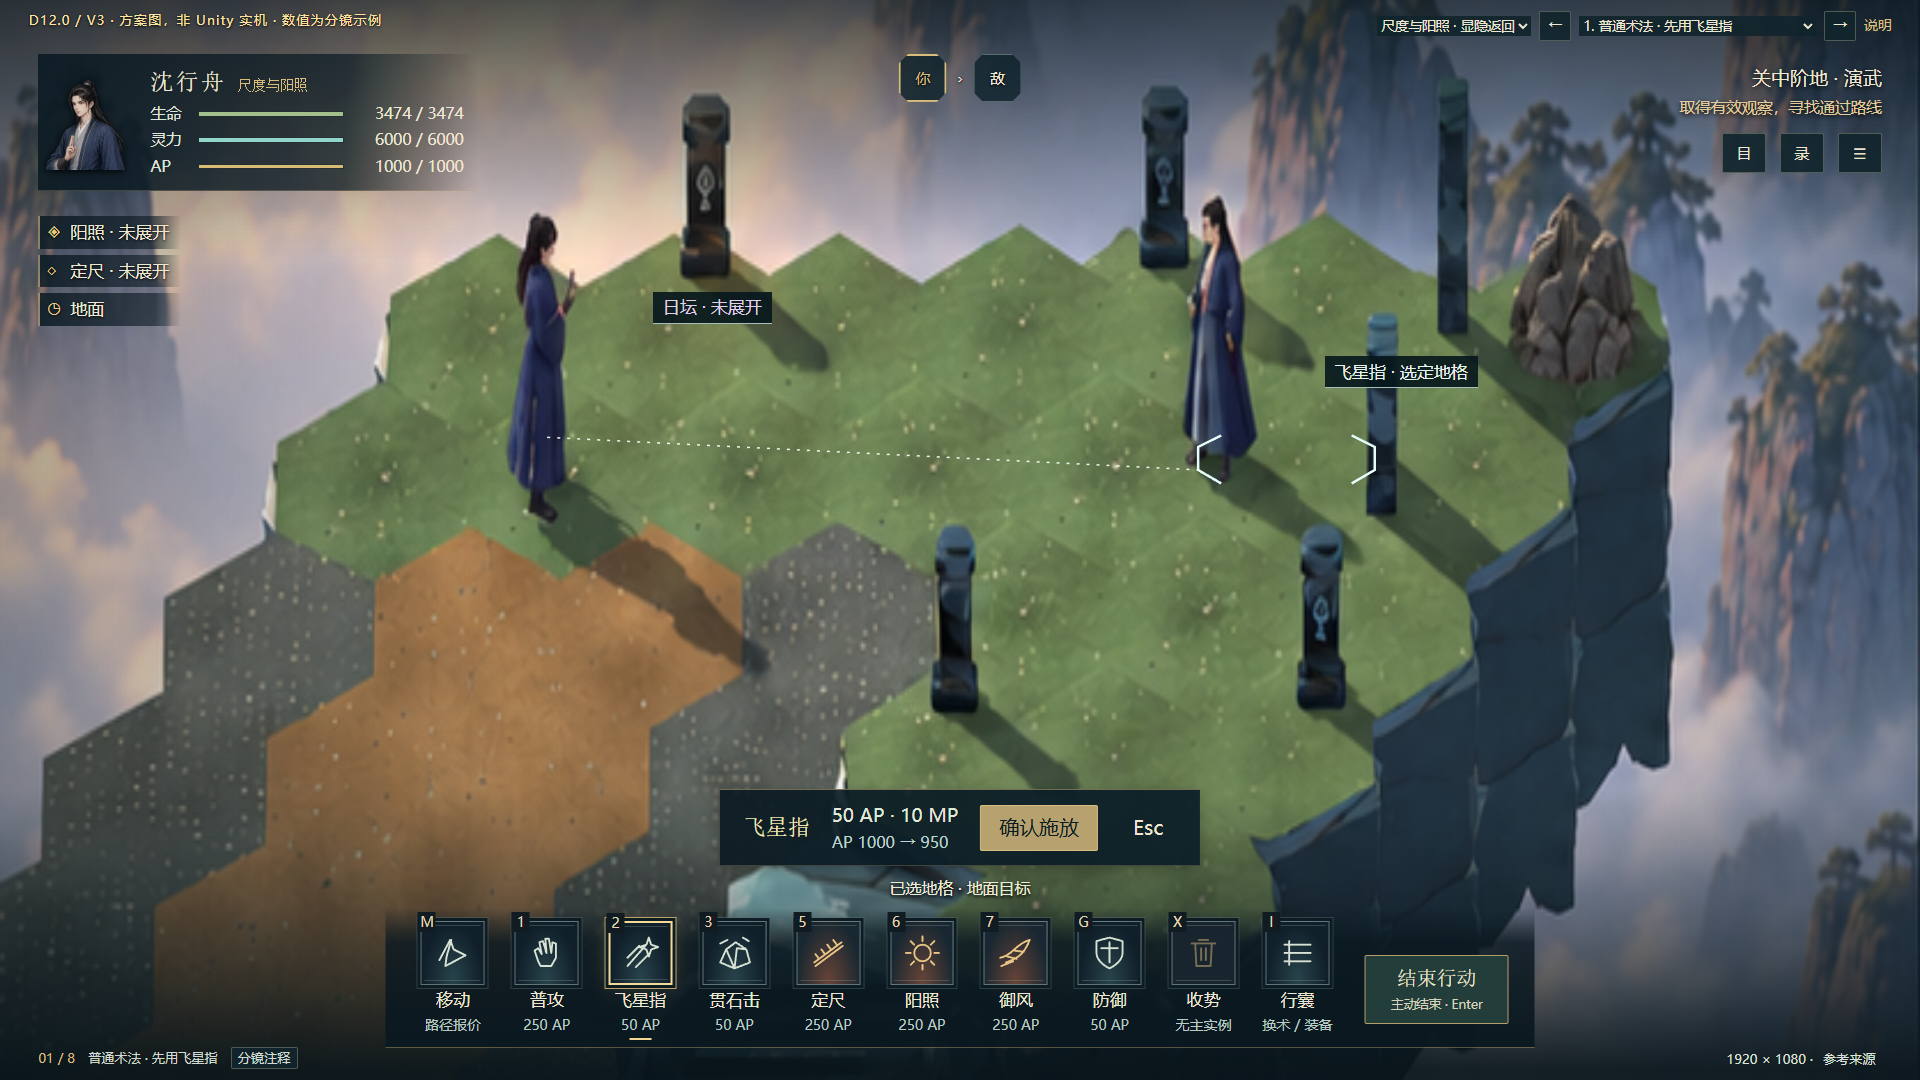 D12.0 / V3 · 方案图，非 Unity 实机 · 数值为分镜示例
尺度与阳照 · 显隐返回
←
1. 普通术法 · 先用飞星指
→
说明
沈行舟 尺度与阳照
生命 3474 / 3474
灵力 6000 / 6000
AP 1000 / 1000
你 › 敌
关中阶地 · 演武
取得有效观察，寻找通过路线
目 录 ☰
阳照 · 未展开
定尺 · 未展开
地面
日坛 · 未展开
飞星指 · 选定地格
飞星指
50 AP · 10 MP
AP 1000 → 950
确认施放
Esc
已选地格 · 地面目标
M 1 2 3 5 6 7 G X I
移动 普攻 飞星指 贯石击 定尺 阳照 御风 防御 收势 行囊
路径报价 250 AP 50 AP 50 AP 250 AP 250 AP 250 AP 50 AP 无主实例 换术 / 装备
结束行动
主动结束 · Enter
01 / 8 普通术法 · 先用飞星指 分镜注释
1920 × 1080 · 参考来源